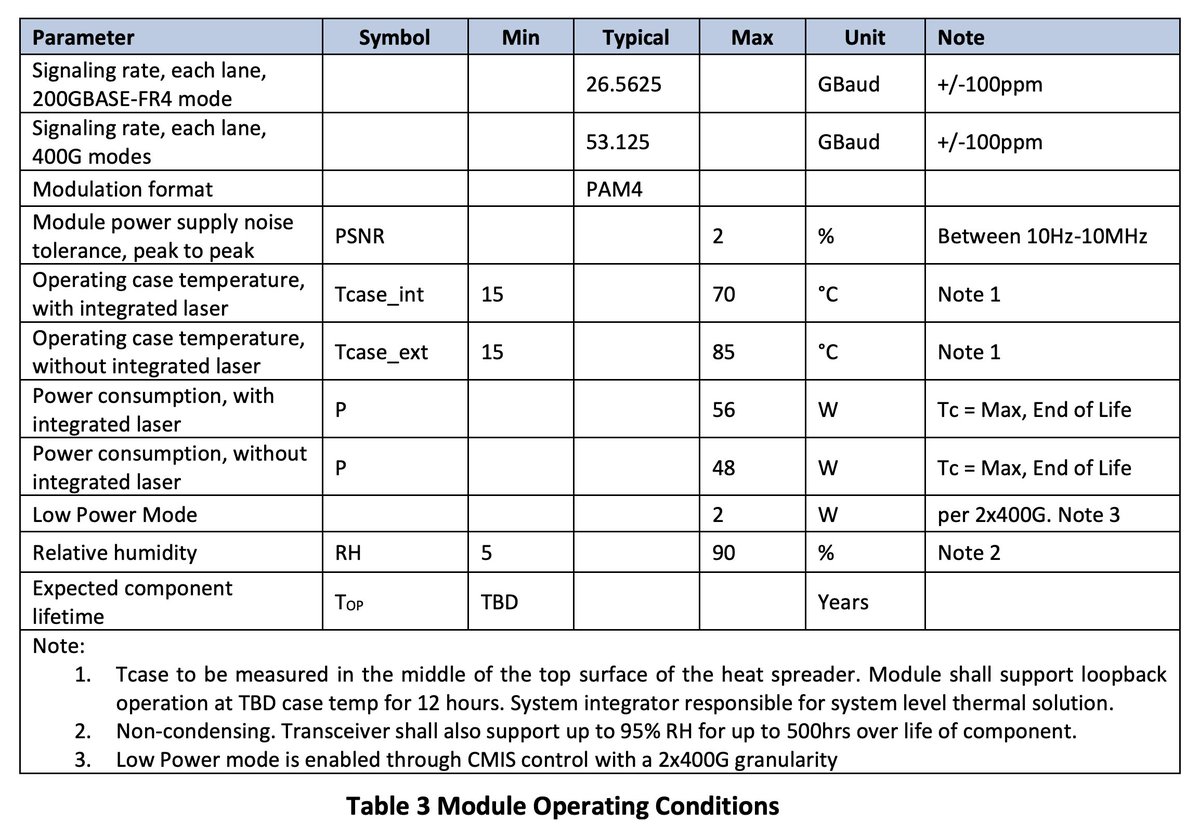 Parameter Symbol Min Typical Max Unit Note
Signaling rate, each lane,
200GBASE-FR4 mode
26.5625 GBaud +/-100ppm
Signaling rate, each lane,
400G modes
53.125 GBaud +/-100ppm
Modulation format PAM4
Module power supply noise
tolerance, peak to peak
PSNR 2 % Between 10Hz-10MHz
Operating case temperature,
with integrated laser
Tcase_int 15 70 °C Note 1
Operating case temperature,
without integrated laser
Tcase_ext 15 85 °C Note 1
Power consumption, with
integrated laser
P 56 W Tc = Max, End of Life
Power consumption, without
integrated laser
P 48 W Tc = Max, End of Life
Low Power Mode 2 W per 2x400G. Note 3
Relative humidity RH 5 90 % Note 2
Expected component
lifetime
TOP TBD Years
Note:
1. Tcase to be measured in the middle of the top surface of the heat spreader. Module shall support loopback
operation at TBD case temp for 12 hours. System integrator responsible for system level thermal solution.
2. Non-condensing. Transceiver shall also support up to 95% RH for up to 500hrs over life of component.
3. Low Power mode is enabled through CMIS control with a 2x400G granularity
Table 3 Module Operating Conditions